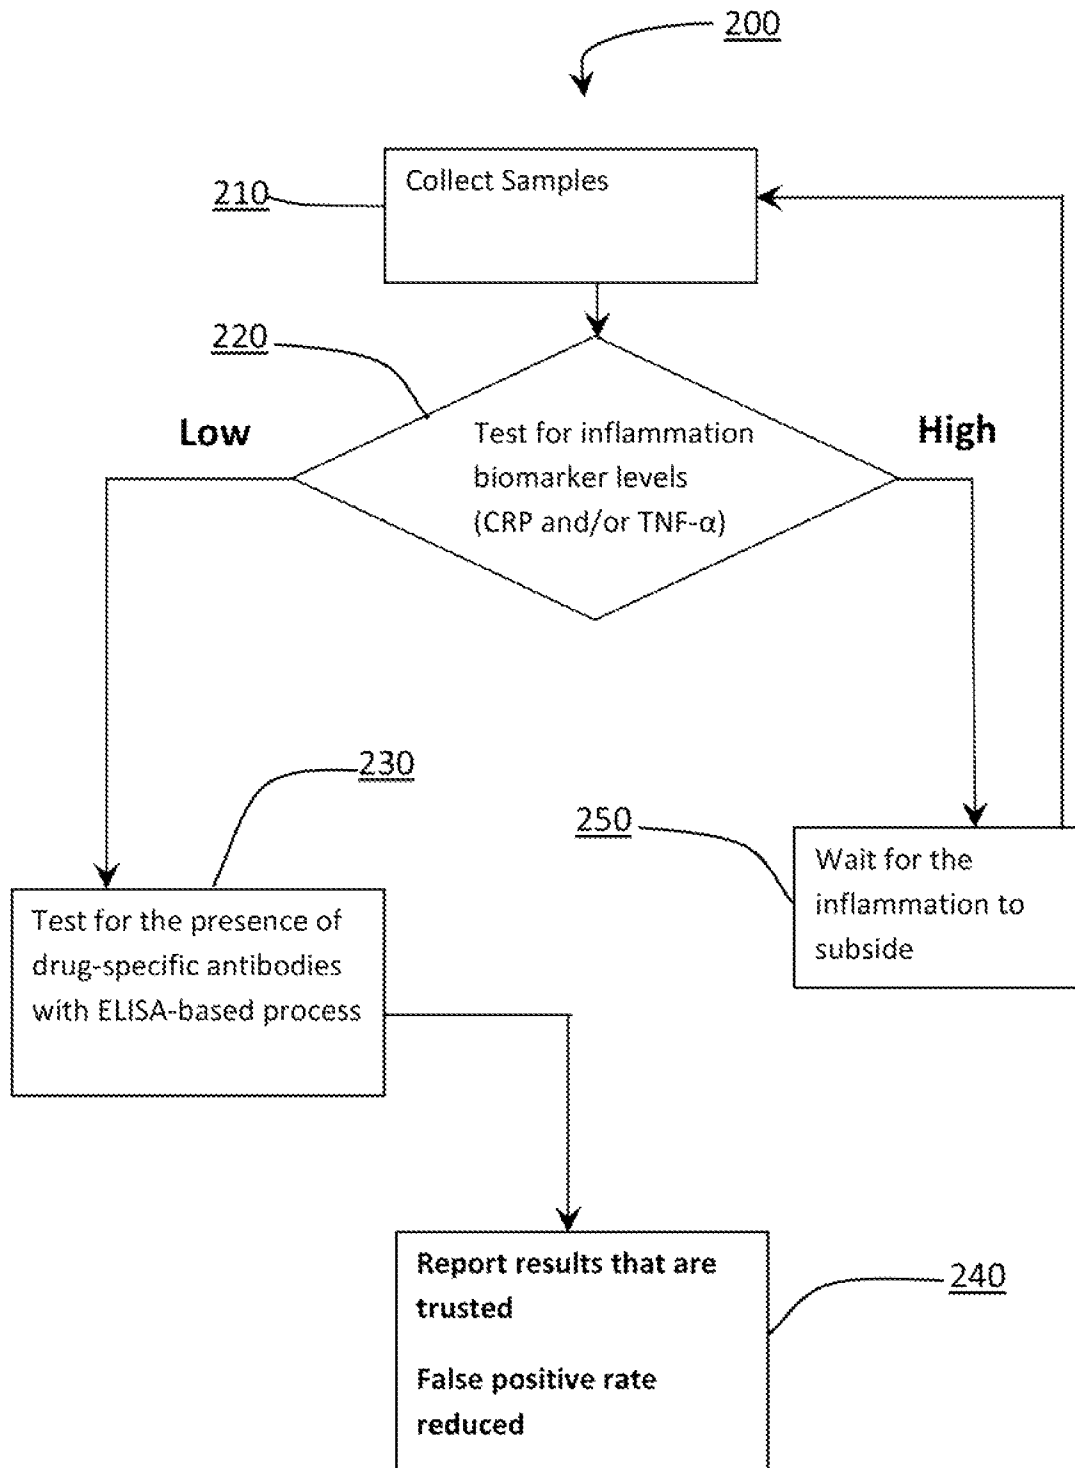 200
210
Collect Samples
220
Low
High
Test for inflammation
biomarker levels
(CRP and/or TNF-α)
230
250
Wait for the
inflammation to
subside
Test for the presence of
drug-specific antibodies
with ELISA-based process
Report results that are
trusted
240
False positive rate
reduced